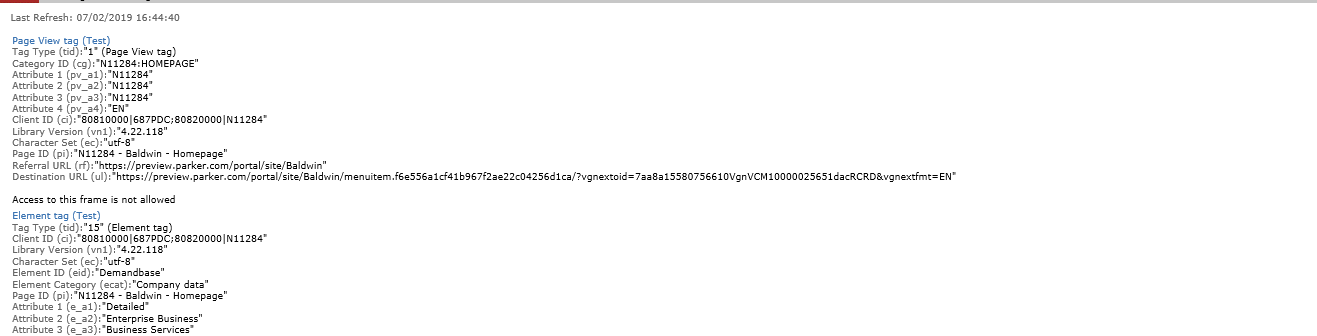 Last Refresh: 07/02/2019 16:44:40
Page View tag (Test)
Tag Type (tid):"1" (Page View tag)
Category ID (cg):"N11284:HOMEPAGE"
Attribute 1 (pv_a1):"N11284"
Attribute 2 (pv_a2):"N11284"
Attribute 3 (pv_a3):"N11284"
Attribute 4 (pv_a4):"EN"
Client ID (ci):"80810000|687PDC;80820000|N11284"
Library Version (vn1):"4.22.118"
Character Set (ec):"utf-8"
Page ID (pi):"N11284 - Baldwin - Homepage"
Referral URL (rf):"https://preview.parker.com/portal/site/Baldwin"
Destination URL (ul):"https://preview.parker.com/portal/site/Baldwin/menuitem.f6e556a1cf41b967f2ae22c04256d1ca/?vgnextoid=7aa8a15580756610VgnVCM10000025651dacRCRD&vgnextfmt=EN"
Access to this frame is not allowed
Element tag (Test)
Tag Type (tid):"15" (Element tag)
Client ID (ci):"80810000|687PDC;80820000|N11284"
Library Version (vn1):"4.22.118"
Character Set (ec):"utf-8"
Element ID (eid):"Demandbase"
Element Category (ecat):"Company data"
Page ID (pi):"N11284 - Baldwin - Homepage"
Attribute 1 (e_a1):"Detailed"
Attribute 2 (e_a2):"Enterprise Business"
Attribute 3 (e_a3):"Business Services"